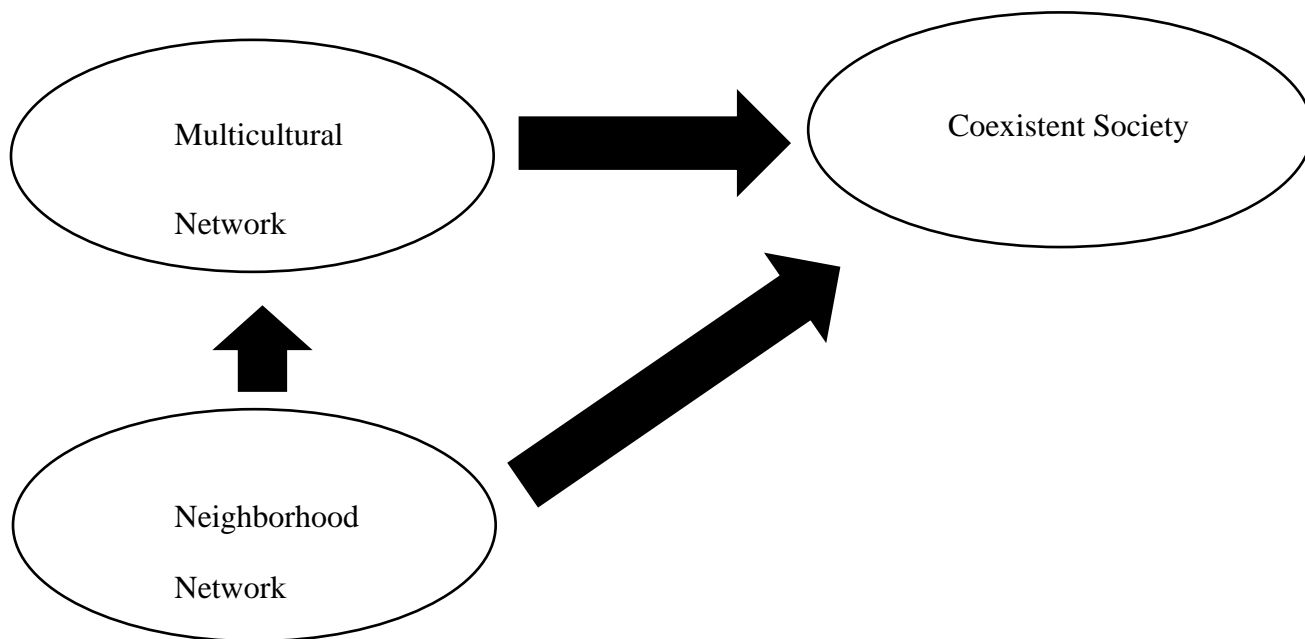 Multicultural
Network
Coexistent Society
Neighborhood
Network